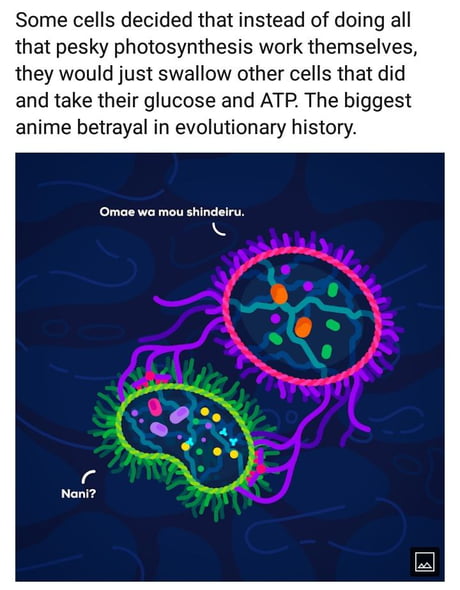 Some cells decided that instead of doing all
that pesky photosynthesis work themselves,
they would just swallow other cells that did
and take their glucose and ATP. The biggest
anime betrayal in evolutionary history.
Omae wa mou shindeiru.
Nani?